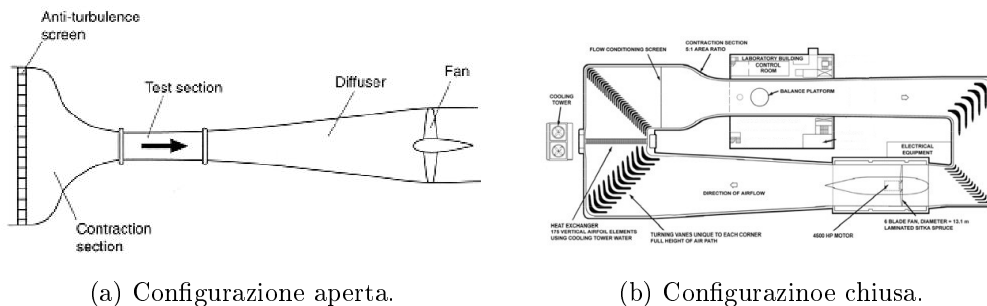 Anti-turbulence
screen
Test section
Diffuser
Fan
Contraction
section
(a) Configurazione aperta.
FLOW CONDITIONING SCREEN
CONTRACTION SECTION
5:1 AREA RATIO
LABORATORY BUILDING
CONTROL
ROOM
COOLING
TOWER
BALANCE PLATFORM
ELECTRICAL
EQUIPMENT
DIRECTION OF AIRFLOW
HEAT EXCHANGER
175 VERTICAL AIRFOIL ELEMENTS
USING COOLING TOWER WATER
TURNING VANES UNIQUE TO EACH CORNER
FULL HEIGHT OF AIR PATH
4500 HP MOTOR
6 BLADE FAN, DIAMETER = 13.1 m
LAMINATED SITKA SPRUCE
(b) Configurazinoe chiusa.